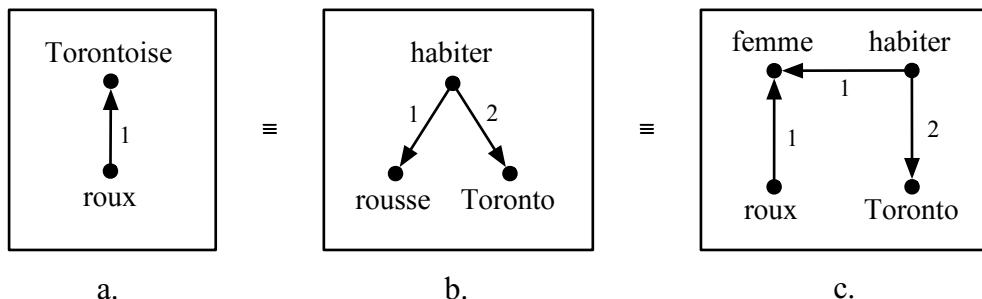 Torontoise
1
roux
≡
habiter
1 2
rousse Toronto
≡
femme habiter
1
1 2
roux Toronto
a. b. c.